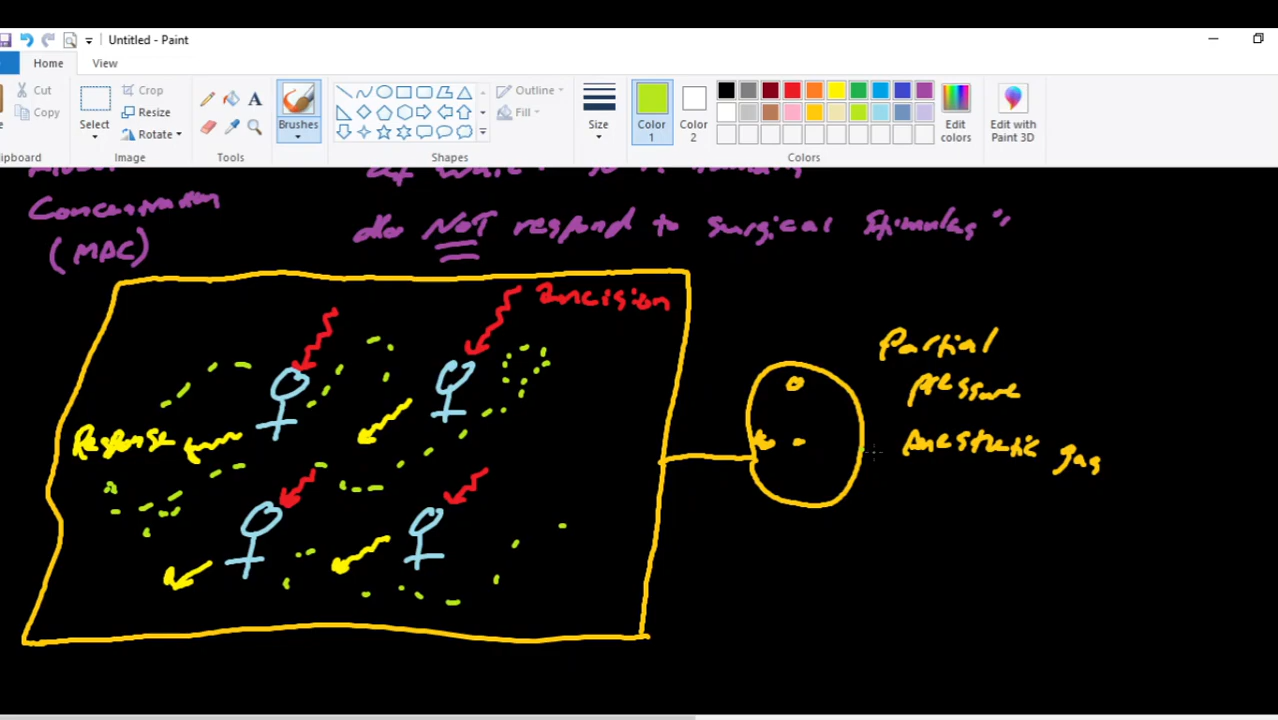 Untitled - Paint
Home View
Cut
Copy
Select
Crop
Resize
Rotate
Brushes
Outline
Fill
Size
Color
1
Color
2
Edit
colors
Edit with
Paint 3D
lipboard
Image
Tools
Shapes
Colors
Concentration
(MAC)
do NOT respond to surgical stimulus"
Incision
Response
Partial
pressure
Anesthetic gas